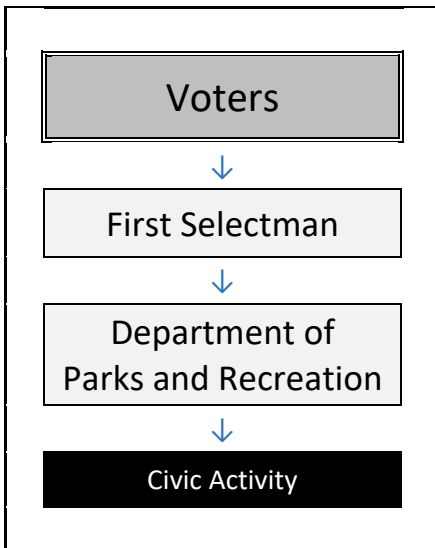 Voters
↓
First Selectman
↓
Department of
Parks and Recreation
↓
Civic Activity